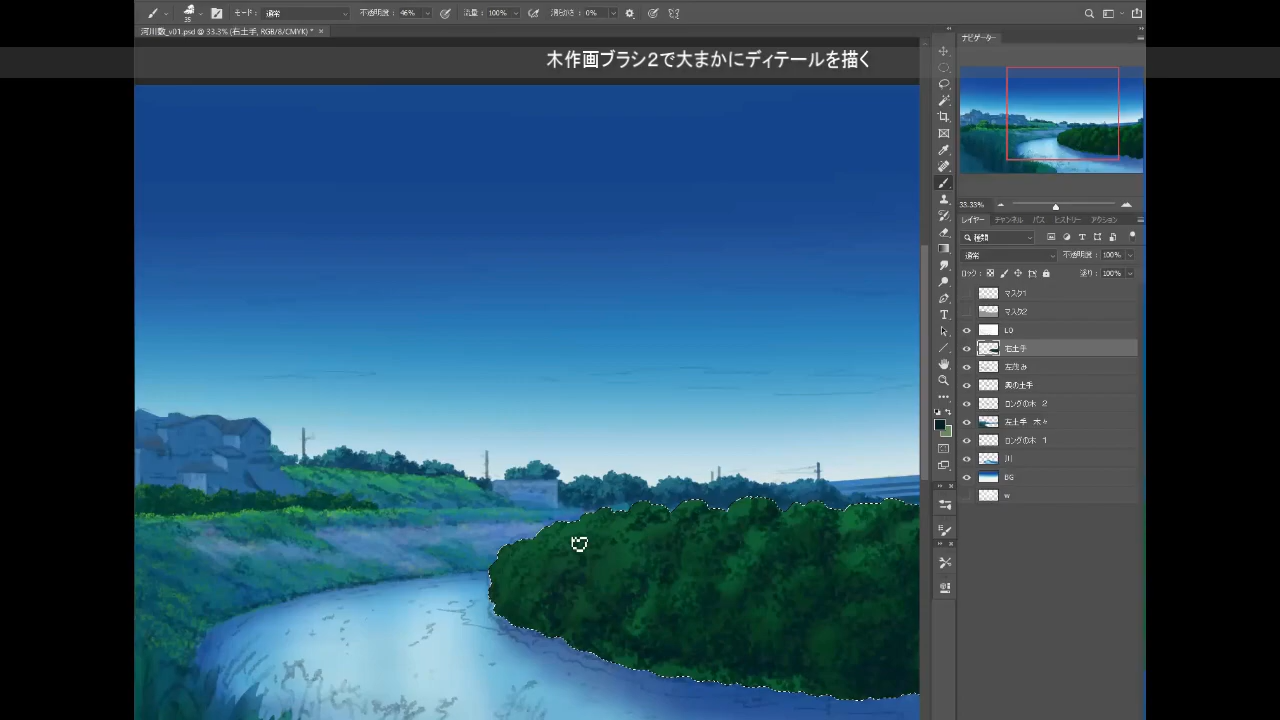 モード： 通常
不透明度： 46%
流量： 100%
滑らかさ： 0%
35
河川敷_v01.psd @ 33.3% (右土手, RGB/8/CMYK) *
木作画ブラシ2で大まかにディテールを描く
ナビゲーター
33.33%
レイヤー チャンネル パス ヒストリー アクション
種類
通常 不透明度： 100%
ロック： 塗り： 100%
マスク1
マスク2
LO
右土手
左茂み
奥の土手
ロングの木 2
左土手 木々
ロングの木 1
川
BG
w